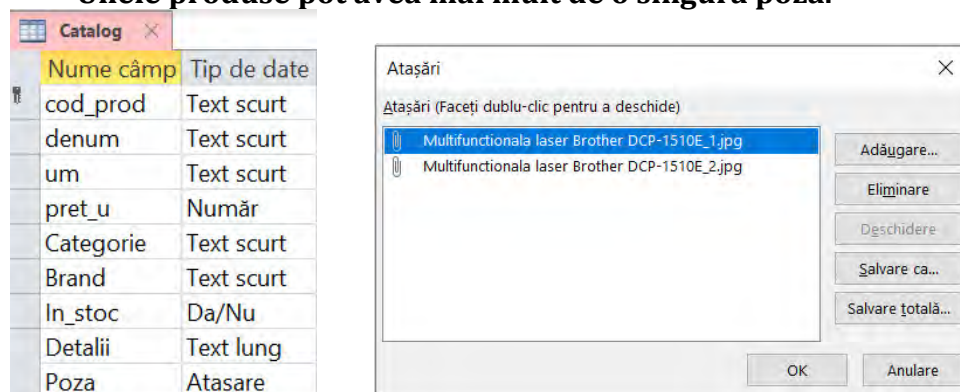 Unele produse pot avea mai mult de o singură poză.
Catalog
Nume câmp Tip de date
cod_prod Text scurt
denum Text scurt
um Text scurt
pret_u Număr
Categorie Text scurt
Brand Text scurt
In_stoc Da/Nu
Detalii Text lung
Poza Atașare
Atașări
Atașări (Faceți dublu-clic pentru a deschide)
Multifunctionala laser Brother DCP-1510E_1.jpg
Multifunctionala laser Brother DCP-1510E_2.jpg
Adăugare...
Eliminare
Deschidere
Salvare ca...
Salvare totală...
OK
Anulare